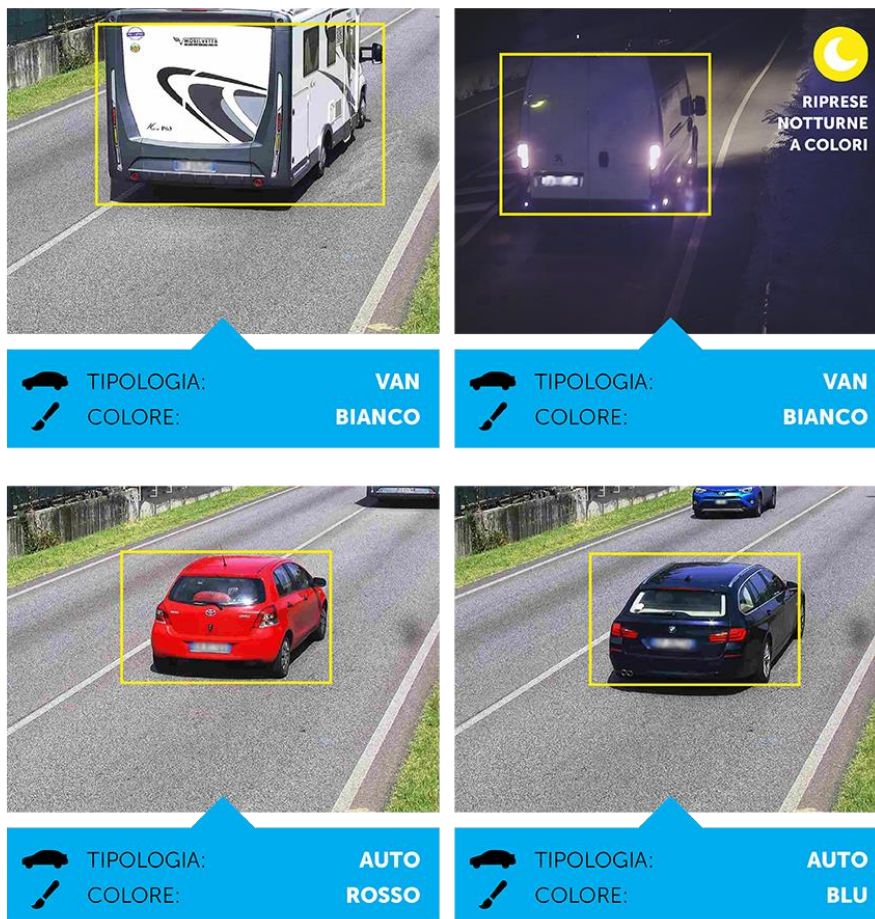 MOBILVETTA
RIPRESE
NOTTURNE
A COLORI
TIPOLOGIA: VAN
COLORE: BIANCO
TIPOLOGIA: VAN
COLORE: BIANCO
TIPOLOGIA: AUTO
COLORE: ROSSO
TIPOLOGIA: AUTO
COLORE: BLU